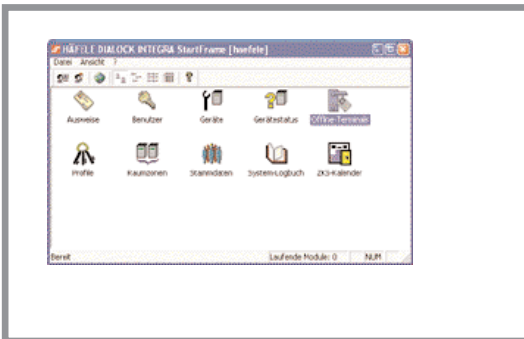 HÄFELE DIALOCK INTEGRA StartFrame [haefele]
Datei Ansicht ?
Ausweise Benutzer Geräte Gerätestatus Offline-Terminals
Profile Raumzonen Stammdaten System-Logbuch ZKS-Kalender
Bereit Laufende Module: 0 NUM